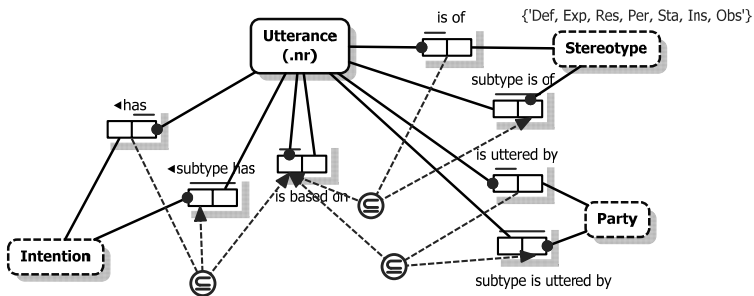 is of
{'Def, Exp, Res, Per, Sta, Ins, Obs'}
Utterance
(.nr)
Stereotype
subtype is of
◄has
is uttered by
◄subtype has
is based on
Party
Intention
⊆
⊆
⊆
subtype is uttered by